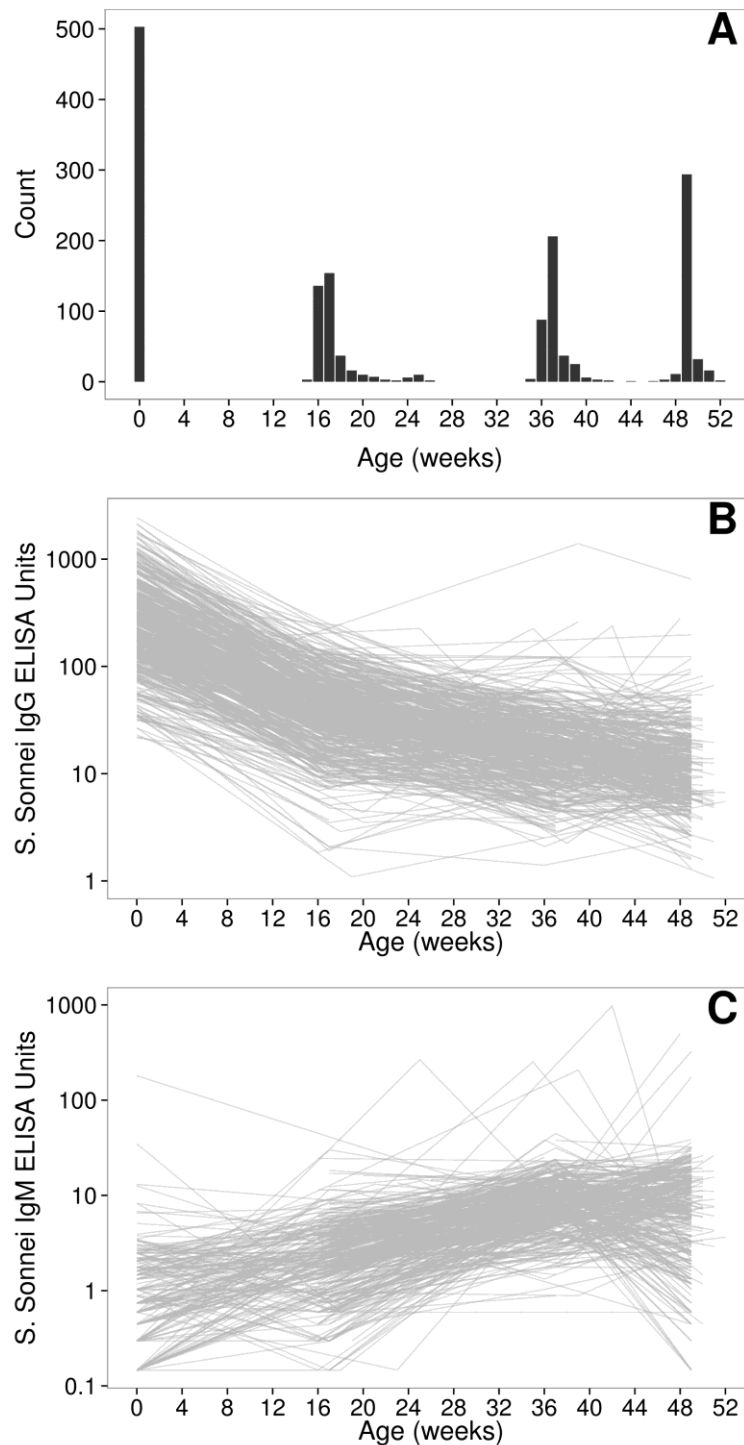 A
500
400
300
200
100
0
Count
0 4 8 12 16 20 24 28 32 36 40 44 48 52
Age (weeks)
B
1000
100
10
1
S. Sonnei IgG ELISA Units
0 4 8 12 16 20 24 28 32 36 40 44 48 52
Age (weeks)
C
1000
100
10
1
0.1
S. Sonnei IgM ELISA Units
0 4 8 12 16 20 24 28 32 36 40 44 48 52
Age (weeks)